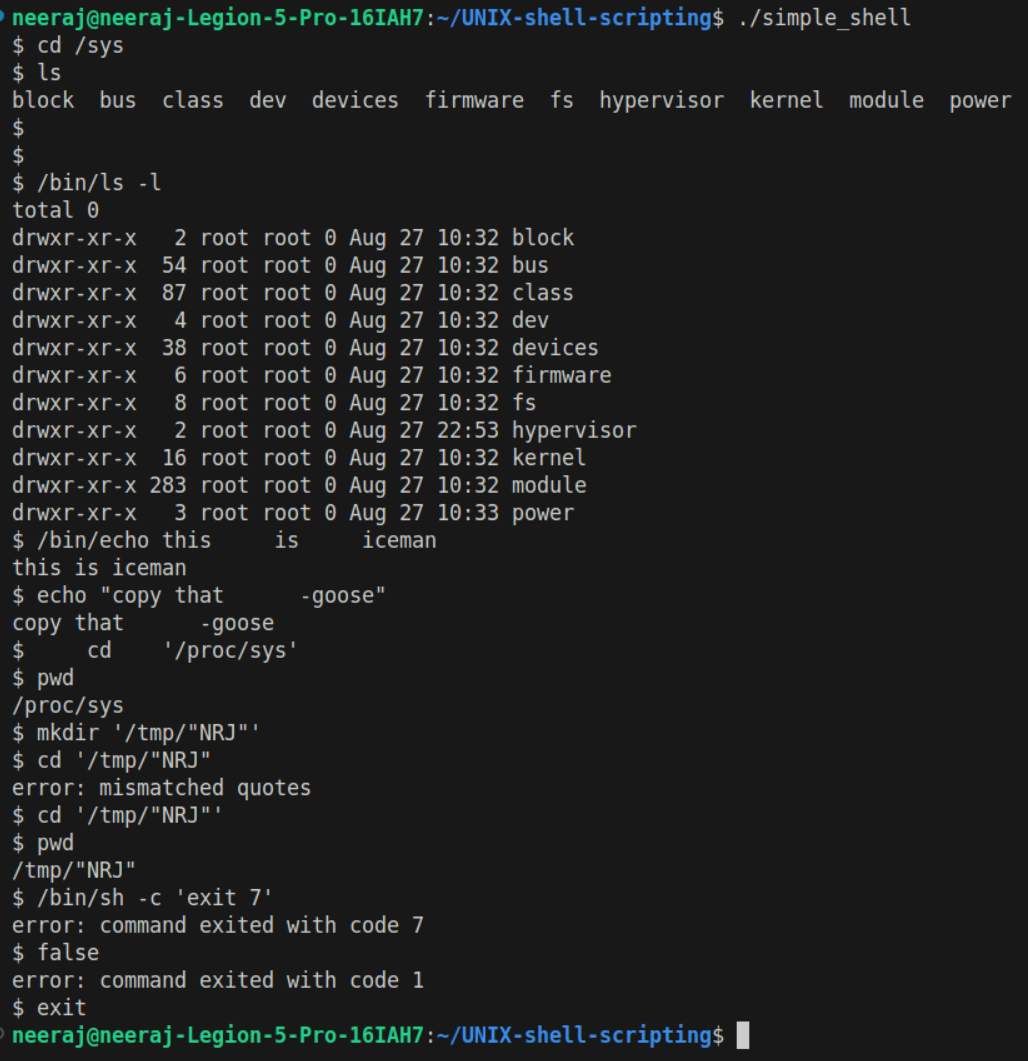 neeraj@neeraj-Legion-5-Pro-16IAH7:~/UNIX-shell-scripting$ ./simple_shell
$ cd /sys
$ ls
block  bus  class  dev  devices  firmware  fs  hypervisor  kernel  module  power
$
$
$ /bin/ls -l
total 0
drwxr-xr-x   2 root root 0 Aug 27 10:32 block
drwxr-xr-x  54 root root 0 Aug 27 10:32 bus
drwxr-xr-x  87 root root 0 Aug 27 10:32 class
drwxr-xr-x   4 root root 0 Aug 27 10:32 dev
drwxr-xr-x  38 root root 0 Aug 27 10:32 devices
drwxr-xr-x   6 root root 0 Aug 27 10:32 firmware
drwxr-xr-x   8 root root 0 Aug 27 10:32 fs
drwxr-xr-x   2 root root 0 Aug 27 22:53 hypervisor
drwxr-xr-x  16 root root 0 Aug 27 10:32 kernel
drwxr-xr-x 283 root root 0 Aug 27 10:32 module
drwxr-xr-x   3 root root 0 Aug 27 10:33 power
$ /bin/echo this     is     iceman
this is iceman
$ echo "copy that      -goose"
copy that      -goose
$     cd    '/proc/sys'
$ pwd
/proc/sys
$ mkdir '/tmp/"NRJ"'
$ cd '/tmp/"NRJ"
error: mismatched quotes
$ cd '/tmp/"NRJ"'
$ pwd
/tmp/"NRJ"
$ /bin/sh -c 'exit 7'
error: command exited with code 7
$ false
error: command exited with code 1
$ exit
neeraj@neeraj-Legion-5-Pro-16IAH7:~/UNIX-shell-scripting$